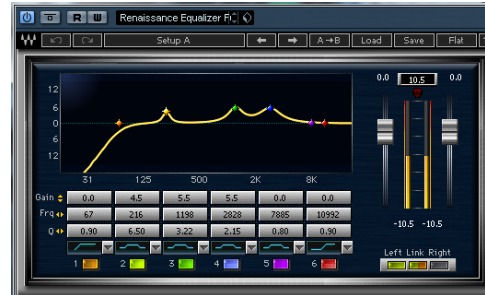 R W Renaissance Equalizer
Setup A A→B Load Save Flat
0.0 10.5 0.0
12
6
0
6
12
31 125 500 2K 8K
Gain 0.0 4.5 5.5 5.5 0.0 0.0
Frq 67 216 1198 2828 7885 10992
Q 0.90 6.50 3.22 2.15 0.80 0.90
-10.5 -10.5
Left Link Right
1 2 3 4 5 6